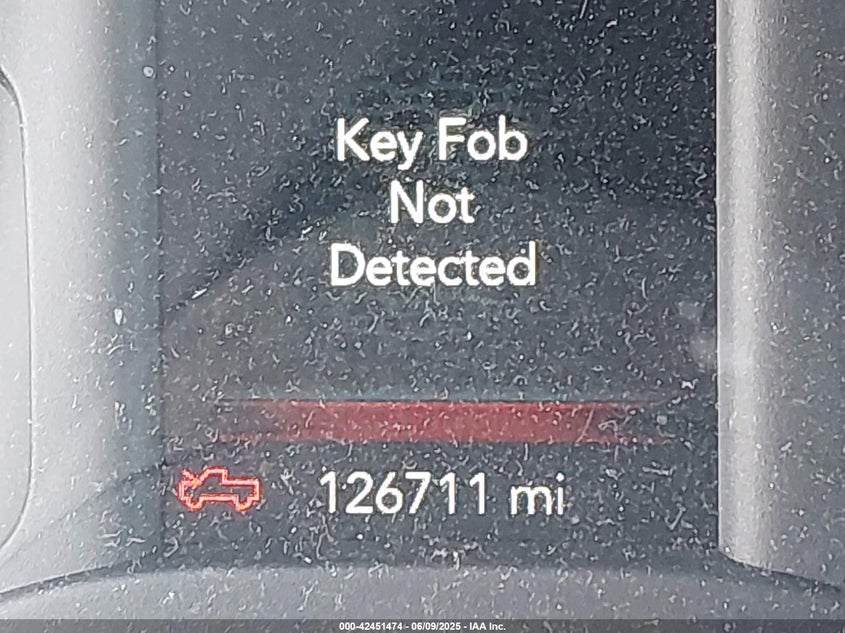 Key Fob
Not
Detected
126711 mi
000-42451474 - 06/09/2025 - IAA Inc.